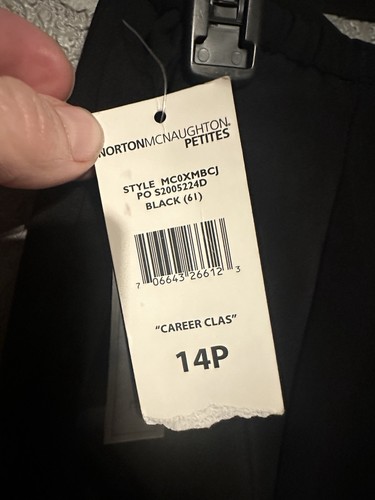 NORTONMCNAUGHTON.
PETITES
STYLE MC0XMBCJ
PO S2005224D
BLACK (61)
7 06643 26612 3
"CAREER CLAS"
14P